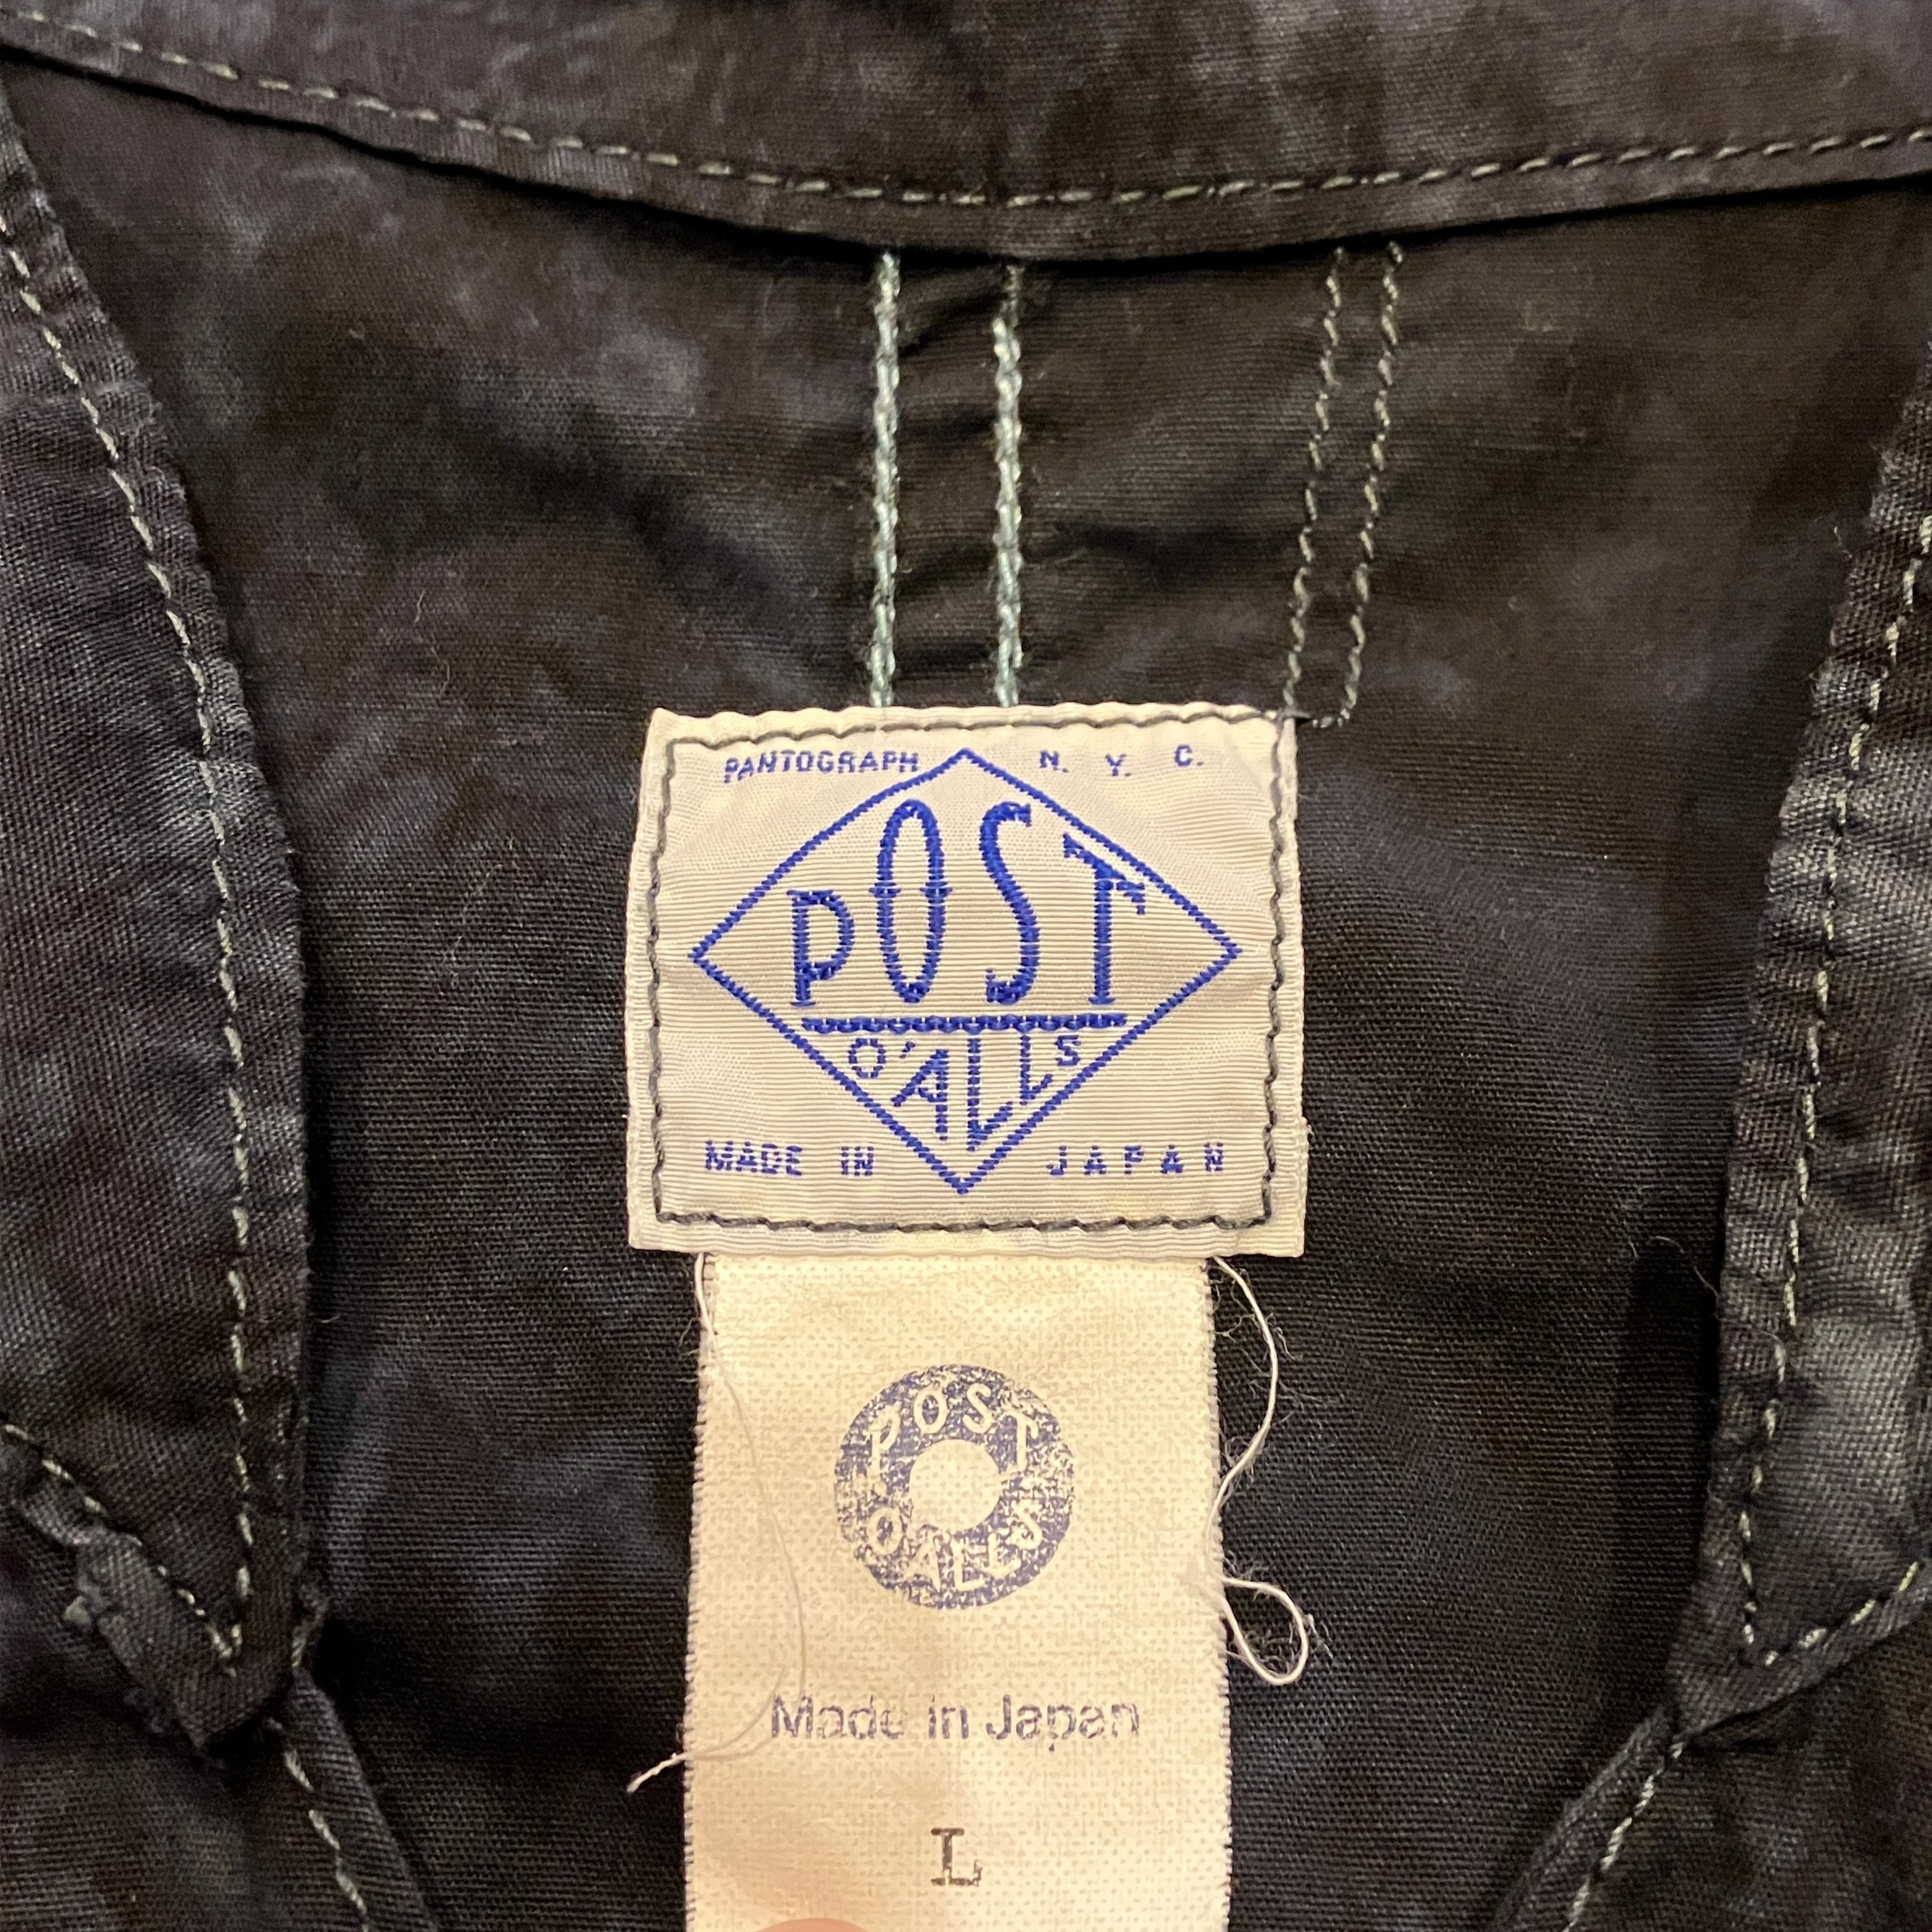 PANTOGRAPH N. Y. C.
POST
O'ALLS
MADE IN JAPAN
POST
O'ALLS
Made in Japan
L